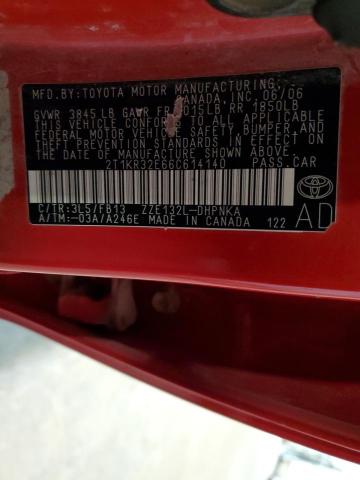 MFD.BY:TOYOTA MOTOR MANUFACTURING
CANADA, INC. 06/06
GVWR 3845LB GAWR FR 2015LB RR 1850LB
THIS VEHICLE CONFORMS TO ALL APPLICABLE
FEDERAL MOTOR VEHICLE SAFETY, BUMPER, AND
THEFT PREVENTION STANDARDS IN EFFECT ON
THE DATE OF MANUFACTURE SHOWN ABOVE.
2T1KR32E66C614140 PASS.CAR
C/TR:3L5/FB13 ZZE132L-DHPNKA
A/TM:-03A/A246E MADE IN CANADA 122
TOYOTA
AD